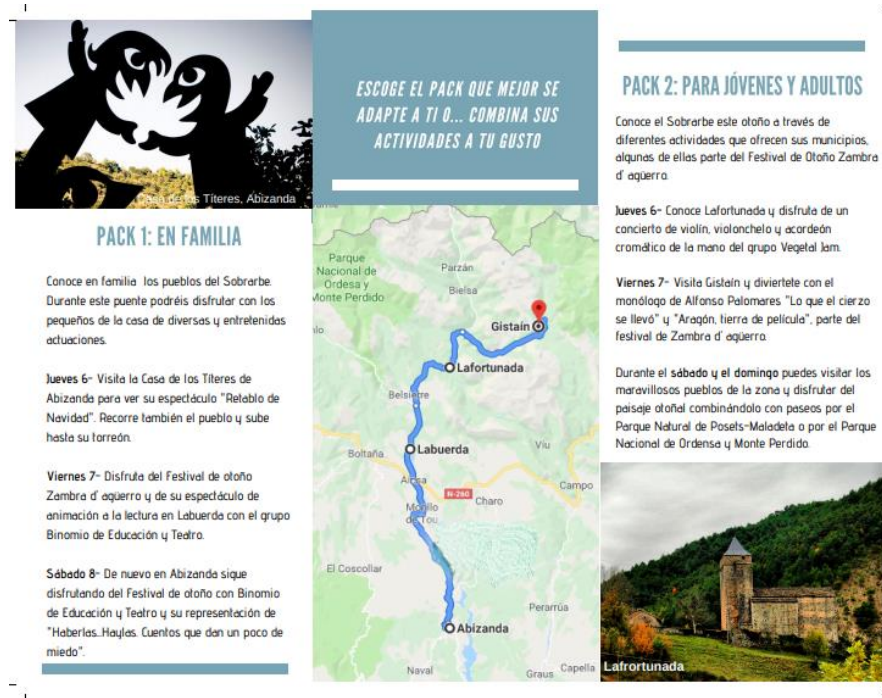 Casa de los Títeres, Abizanda
PACK 1: EN FAMILIA
Conoce en familia los pueblos del Sobrarbe.
Durante este puente podréis disfrutar con los
pequeños de la casa de diversas y entretenidas
actuaciones.
Jueves 6- Visita la Casa de los Títeres de
Abizanda para ver su espectáculo "Retablo de
Navidad". Recorre también el pueblo y sube
hasta su torreón.
Viernes 7- Disfruta del Festival de otoño
Zambra d' agüerro y de su espectáculo de
animación a la lectura en Labuerda con el grupo
Binomio de Educación y Teatro.
Sábado 8- De nuevo en Abizanda sigue
disfrutando del Festival de otoño con Binomio
de Educación y Teatro y su representación de
"Haberlas...Haylas. Cuentos que dan un poco de
miedo".
ESCOGE EL PACK QUE MEJOR SE
ADAPTE A TI O... COMBINA SUS
ACTIVIDADES A TU GUSTO
Parque
Nacional de
Ordesa y
Monte Perdido
Parzán
Bielsa
Gistaín
Lafortunada
Belsierre
Labuerda
Boltaña
Viu
Aínsa
N-260
Campo
Charo
Morillo
de Tou
El Coscollar
Perarrúa
Abizanda
Naval
Graus
Capella
PACK 2: PARA JÓVENES Y ADULTOS
Conoce el Sobrarbe este otoño a través de
diferentes actividades que ofrecen sus municipios,
algunas de ellas parte del Festival de Otoño Zambra
d' agüerro.
Jueves 6- Conoce Lafortunada y disfruta de un
concierto de violín, violonchelo y acordeón
cromático de la mano del grupo Vegetal Jam.
Viernes 7- Visita Gistaín y diviertete con el
monólogo de Alfonso Palomares "Lo que el cierzo
se llevó" y "Aragón, tierra de película", parte del
festival de Zambra d' agüerro.
Durante el sábado y el domingo puedes visitar los
maravillosos pueblos de la zona y disfrutar del
paisaje otoñal combinándolo con paseos por el
Parque Natural de Posets-Maladeta o por el Parque
Nacional de Ordensa y Monte Perdido.
Lafrortunada